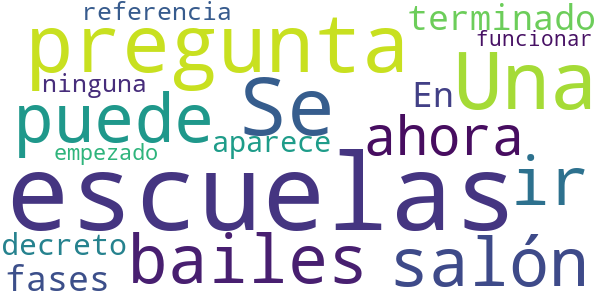 referencia
terminado
pregunta
funcionar
ninguna
Se
Una
puede
En
aparece
ahora
empezado
escuelas
ir
decreto
bailes
salón
fases